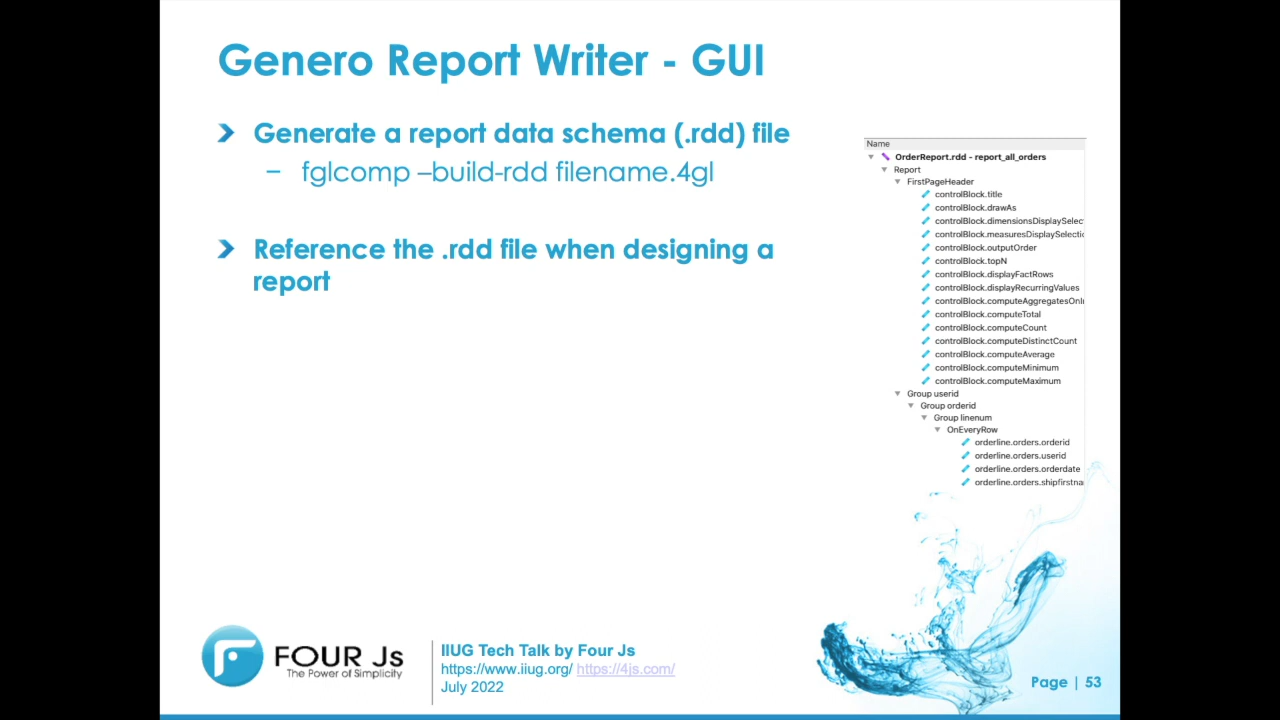 Genero Report Writer - GUI
Generate a report data schema (.rdd) file
– fglcomp –build-rdd filename.4gl
Reference the .rdd file when designing a
report
Name
OrderReport.rdd - report_all_orders
Report
FirstPageHeader
controlBlock.title
controlBlock.drawAs
controlBlock.dimensionsDisplaySelec
controlBlock.measuresDisplaySelectic
controlBlock.outputOrder
controlBlock.topN
controlBlock.displayFactRows
controlBlock.displayRecurringValues
controlBlock.computeAggregatesOnl
controlBlock.computeTotal
controlBlock.computeCount
controlBlock.computeDistinctCount
controlBlock.computeAverage
controlBlock.computeMinimum
controlBlock.computeMaximum
Group userid
Group orderid
Group linenum
OnEveryRow
orderline.orders.orderid
orderline.orders.userid
orderline.orders.orderdate
orderline.orders.shipfirstna
FOUR Js
The Power of Simplicity
IIUG Tech Talk by Four Js
https://www.iiug.org/ https://4js.com/
July 2022
Page | 53